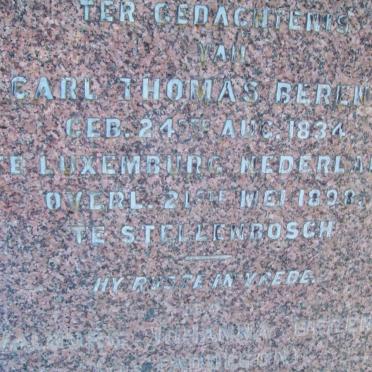 TER GEDACHTENIS
VAN
CARL THOMAS BEREN
GEB. 24STE AUG. 1834
TE LUXEMBURG NEDERLA
OVERL. 21STE MEI 1898
TE STELLENBOSCH
HY RUSTE IN VREDE.
JOHANNA